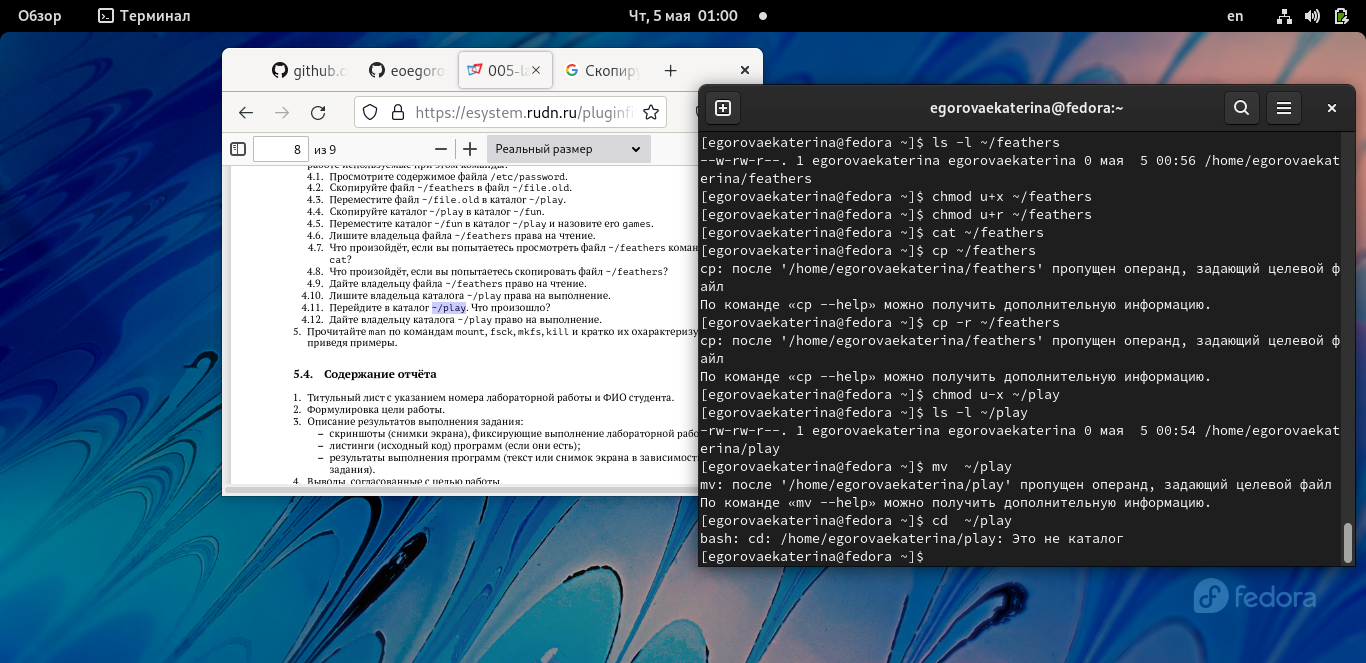 Обзор Терминал Чт, 5 мая 01:00 en
github.c eoegoro 005-la Скопиру
https://esystem.rudn.ru/pluginfi
8 из 9 Реальный размер
работе используемые при этом команды:
4.1. Просмотрите содержимое файла /etc/password.
4.2. Скопируйте файл ~/feathers в файл ~/file.old.
4.3. Переместите файл ~/file.old в каталог ~/play.
4.4. Скопируйте каталог ~/play в каталог ~/fun.
4.5. Переместите каталог ~/fun в каталог ~/play и назовите его games.
4.6. Лишите владельца файла ~/feathers права на чтение.
4.7. Что произойдёт, если вы попытаетесь просмотреть файл ~/feathers коман
cat?
4.8. Что произойдёт, если вы попытаетесь скопировать файл ~/feathers?
4.9. Дайте владельцу файла ~/feathers право на чтение.
4.10. Лишите владельца каталога ~/play права на выполнение.
4.11. Перейдите в каталог ~/play. Что произошло?
4.12. Дайте владельцу каталога ~/play право на выполнение.
5. Прочитайте man по командам mount, fsck, mkfs, kill и кратко их охарактеризу
приведя примеры.
5.4. Содержание отчёта
1. Титульный лист с указанием номера лабораторной работы и ФИО студента.
2. Формулировка цели работы.
3. Описание результатов выполнения задания:
– скриншоты (снимки экрана), фиксирующие выполнение лабораторной рабо
– листинги (исходный код) программ (если они есть);
– результаты выполнения программ (текст или снимок экрана в зависимост
задания).
4. Выводы, согласованные с целью работы.
egorovaekaterina@fedora:~
[egorovaekaterina@fedora ~]$ ls -l ~/feathers
--w-rw-r--. 1 egorovaekaterina egorovaekaterina 0 мая  5 00:56 /home/egorovaekat
erina/feathers
[egorovaekaterina@fedora ~]$ chmod u+x ~/feathers
[egorovaekaterina@fedora ~]$ chmod u+r ~/feathers
[egorovaekaterina@fedora ~]$ cat ~/feathers
[egorovaekaterina@fedora ~]$ cp ~/feathers
cp: после '/home/egorovaekaterina/feathers' пропущен операнд, задающий целевой ф
айл
По команде «cp --help» можно получить дополнительную информацию.
[egorovaekaterina@fedora ~]$ cp -r ~/feathers
cp: после '/home/egorovaekaterina/feathers' пропущен операнд, задающий целевой ф
айл
По команде «cp --help» можно получить дополнительную информацию.
[egorovaekaterina@fedora ~]$ chmod u-x ~/play
[egorovaekaterina@fedora ~]$ ls -l ~/play
-rw-rw-r--. 1 egorovaekaterina egorovaekaterina 0 мая  5 00:54 /home/egorovaekat
erina/play
[egorovaekaterina@fedora ~]$ mv  ~/play
mv: после '/home/egorovaekaterina/play' пропущен операнд, задающий целевой файл
По команде «mv --help» можно получить дополнительную информацию.
[egorovaekaterina@fedora ~]$ cd  ~/play
bash: cd: /home/egorovaekaterina/play: Это не каталог
[egorovaekaterina@fedora ~]$
fedora